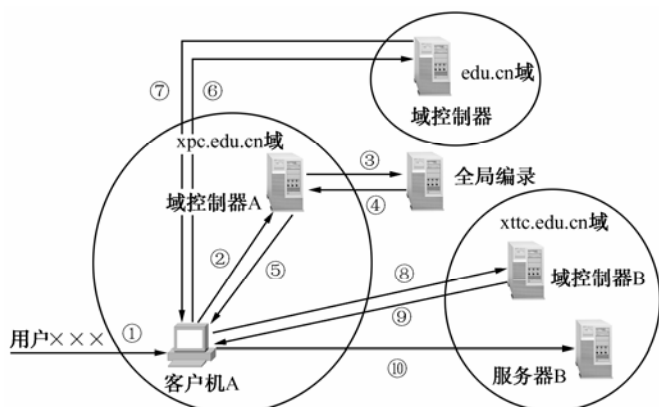 edu.cn域
域控制器
⑦
⑥
xpc.edu.cn域
③
全局编录
域控制器A
④
xttc.edu.cn域
②
⑤
⑧
域控制器B
⑨
用户×××
①
客户机A
⑩
服务器B